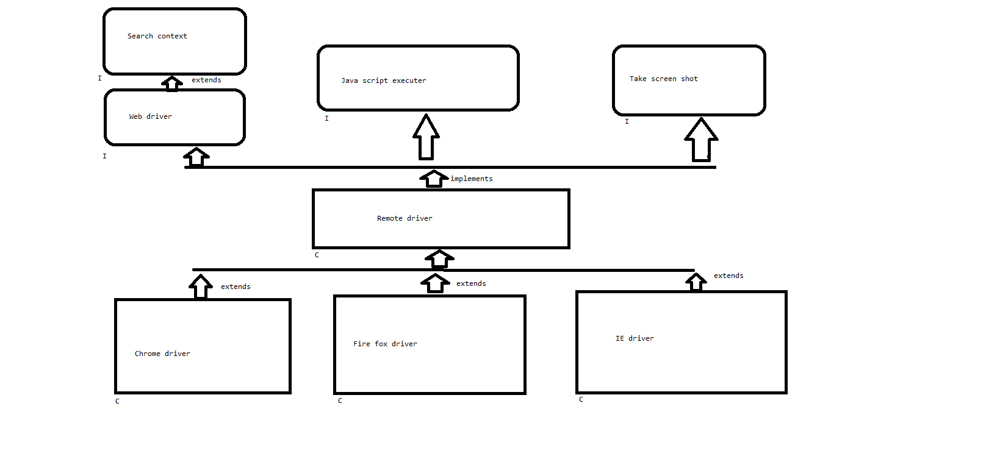 Search context
I
extends
Web driver
I
Java script executer
I
Take screen shot
I
implements
Remote driver
C
extends
extends
extends
Chrome driver
C
Fire fox driver
C
IE driver
C